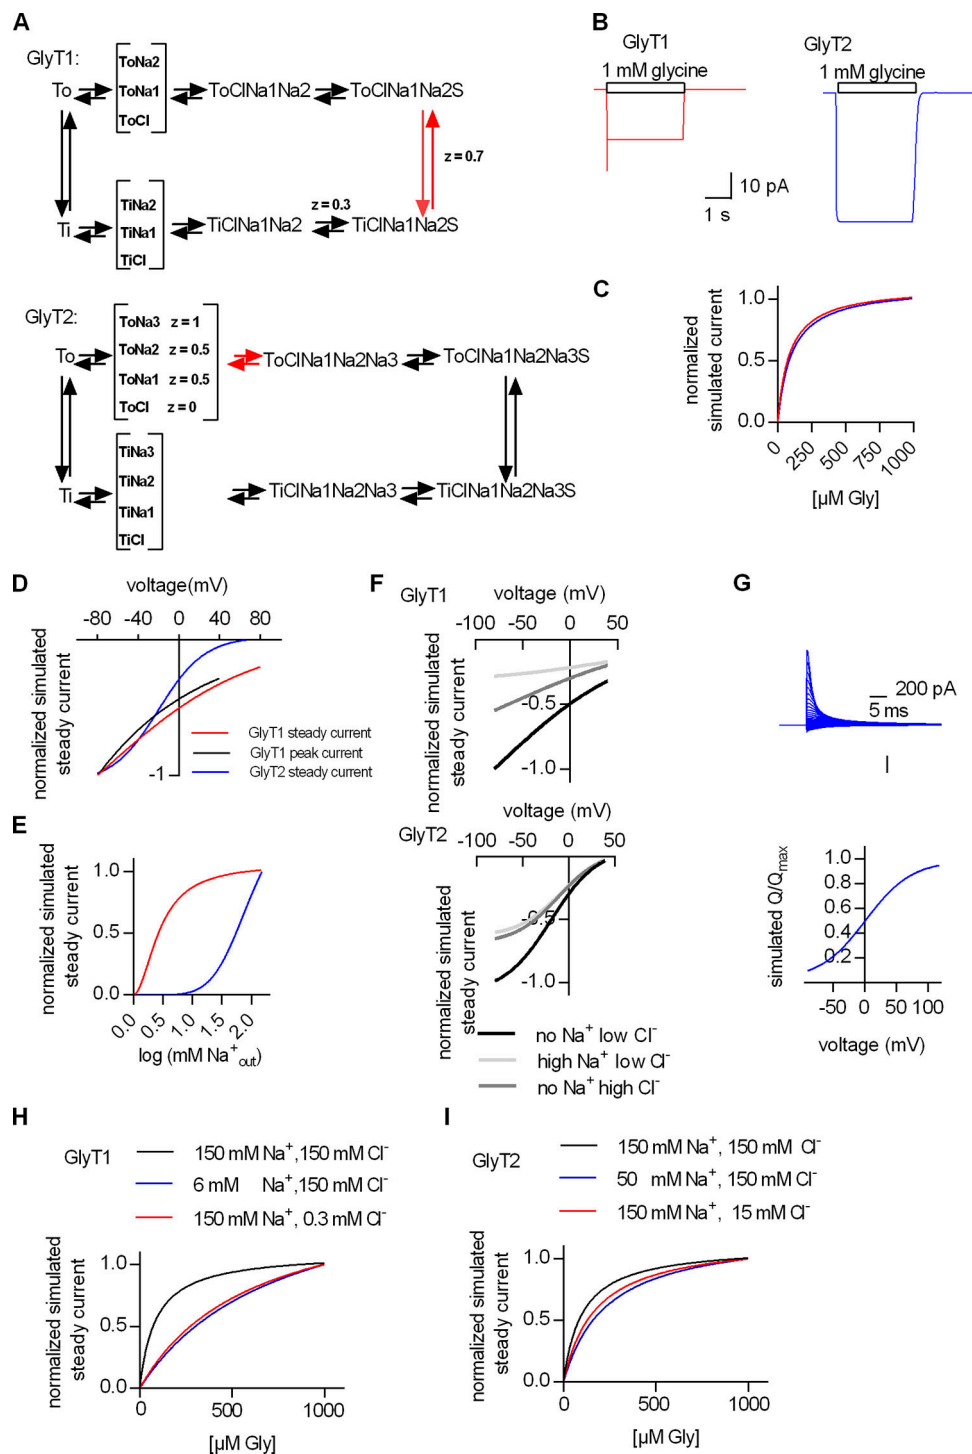 A
GlyT1:
To
ToNa2
ToNa1
ToCl
ToClNa1Na2
ToClNa1Na2S
z = 0.7
Ti
TiNa2
TiNa1
TiCl
TiClNa1Na2
z = 0.3
TiClNa1Na2S
GlyT2:
To
ToNa3 z = 1
ToNa2 z = 0.5
ToNa1 z = 0.5
ToCl z = 0
ToClNa1Na2Na3
ToClNa1Na2Na3S
Ti
TiNa3
TiNa2
TiNa1
TiCl
TiClNa1Na2Na3
TiClNa1Na2Na3S
B
GlyT1
1 mM glycine
GlyT2
1 mM glycine
10 pA
1 s
C
normalized
simulated current
1.0
0.5
0.0
0
250
500
750
1000
[µM Gly]
D
voltage(mV)
-80 -40 0 40 80
normalized simulated
steady current
-1
GlyT1 steady current
GlyT1 peak current
GlyT2 steady current
E
normalized simulated
steady current
1.0
0.5
0.0
0.0
0.5
1.0
1.5
2.0
log (mM Na⁺out)
F
GlyT1
voltage (mV)
-100 -50 0 50
normalized simulated
steady current
-0.5
-1.0
GlyT2
voltage (mV)
-100 -50 0 50
normalized simulated
steady current
-0.5
-1.0
no Na⁺ low Cl⁻
high Na⁺ low Cl⁻
no Na⁺ high Cl⁻
G
200 pA
5 ms
simulated Q/Qmax
1.0
0.8
0.6
0.4
0.2
-50
0
50
100
voltage (mV)
H
GlyT1
150 mM Na⁺,150 mM Cl⁻
6 mM Na⁺,150 mM Cl⁻
150 mM Na⁺, 0.3 mM Cl⁻
normalized simulated
steady current
1.0
0.5
0.0
0 500 1000
[µM Gly]
I
GlyT2
150 mM Na⁺, 150 mM Cl⁻
50 mM Na⁺, 150 mM Cl⁻
150 mM Na⁺, 15 mM Cl⁻
normalized simulated
steady current
1.0
0.5
0.0
0 500 1000
[µM Gly]